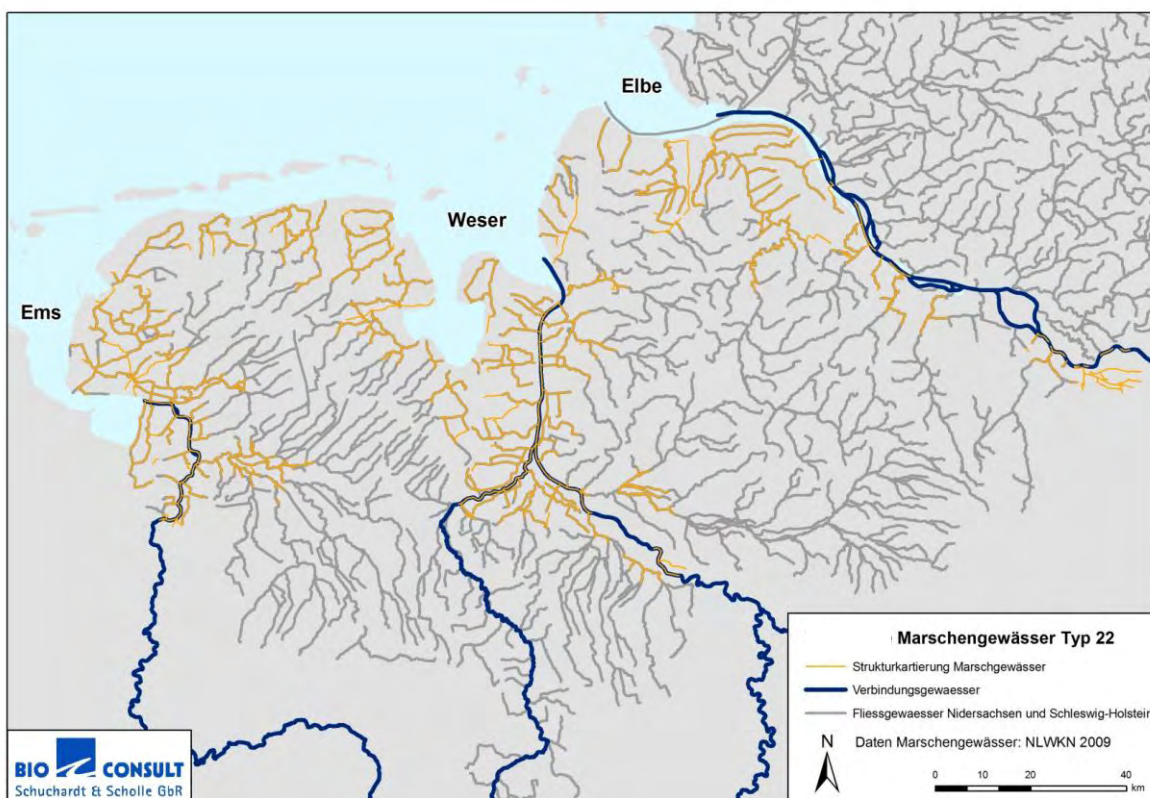 Elbe
Weser
Ems
Marschengewässer Typ 22
Strukturkartierung Marschgewässer
Verbindungsgewaesser
Fliessgewaesser Nidersachsen und Schleswig-Holstein
N
Daten Marschengewässer: NLWKN 2009
0 10 20 40
km
BIO CONSULT
Schuchardt & Scholle GbR